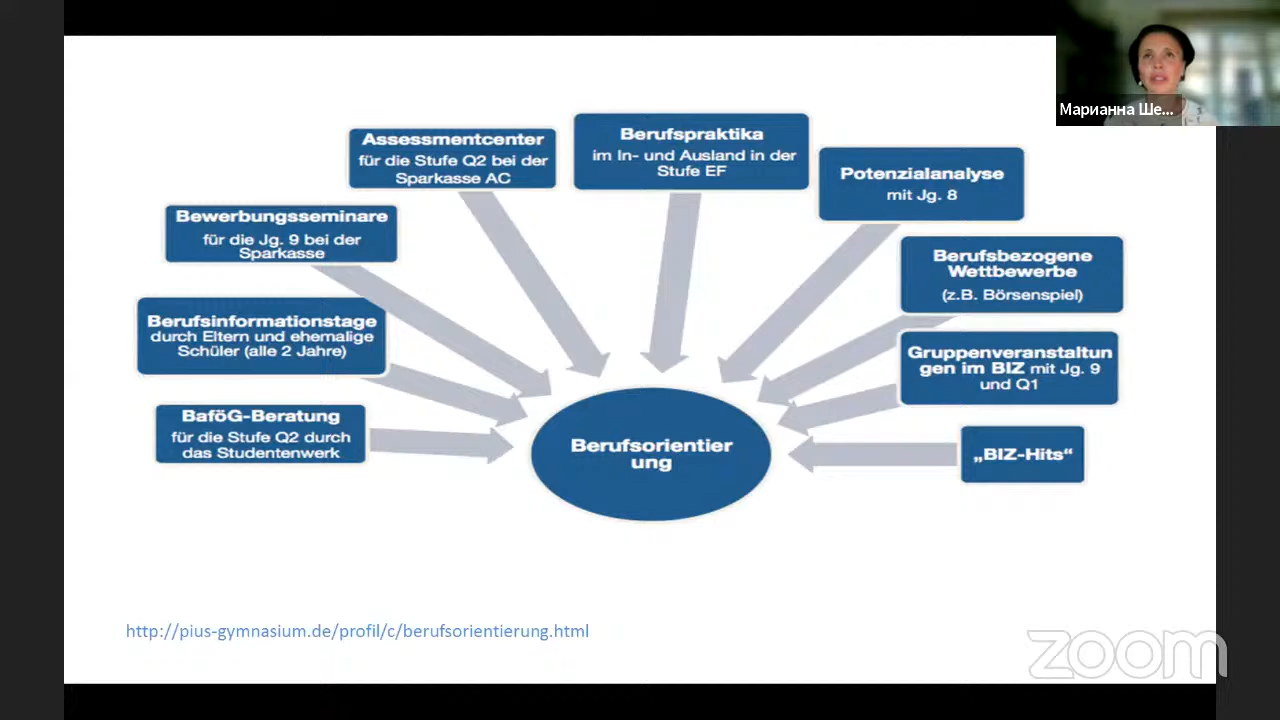 Марианна Ше...
Assessmentcenter
für die Stufe Q2 bei der
Sparkasse AC
Berufspraktika
im In- und Ausland in der
Stufe EF
Potenzialanalyse
mit Jg. 8
Bewerbungsseminare
für die Jg. 9 bei der
Sparkasse
Berufsbezogene
Wettbewerbe
(z.B. Börsenspiel)
Berufsinformationstage
durch Eltern und ehemalige
Schüler (alle 2 Jahre)
Gruppenveranstaltun
gen im BIZ mit Jg. 9
und Q1
BaföG-Beratung
für die Stufe Q2 durch
das Studentenwerk
„BIZ-Hits“
Berufsorientier
ung
http://pius-gymnasium.de/profil/c/berufsorientierung.html
zoom